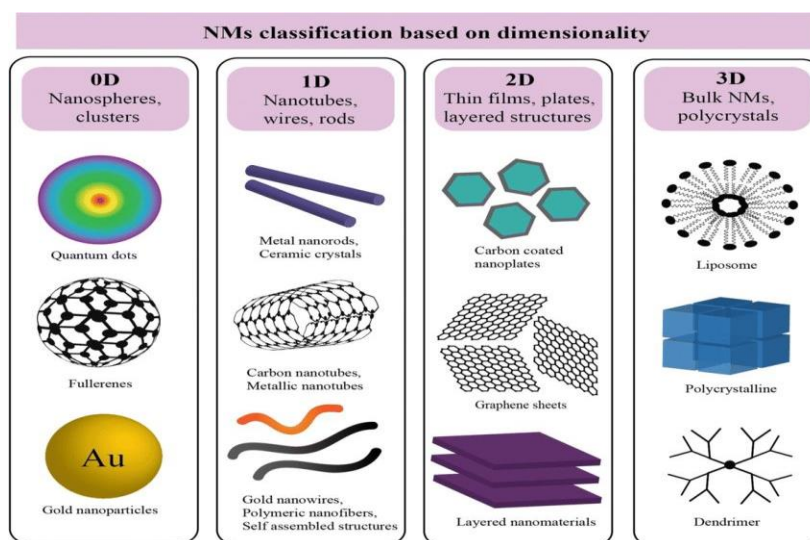 NMs classification based on dimensionality
0D
Nanospheres,
clusters
Quantum dots
Fullerenes
Au
Gold nanoparticles
1D
Nanotubes,
wires, rods
Metal nanorods,
Ceramic crystals
Carbon nanotubes,
Metallic nanotubes
Gold nanowires,
Polymeric nanofibers,
Self assembled structures
2D
Thin films, plates,
layered structures
Carbon coated
nanoplates
Graphene sheets
Layered nanomaterials
3D
Bulk NMs,
polycrystals
Liposome
Polycrystalline
Dendrimer